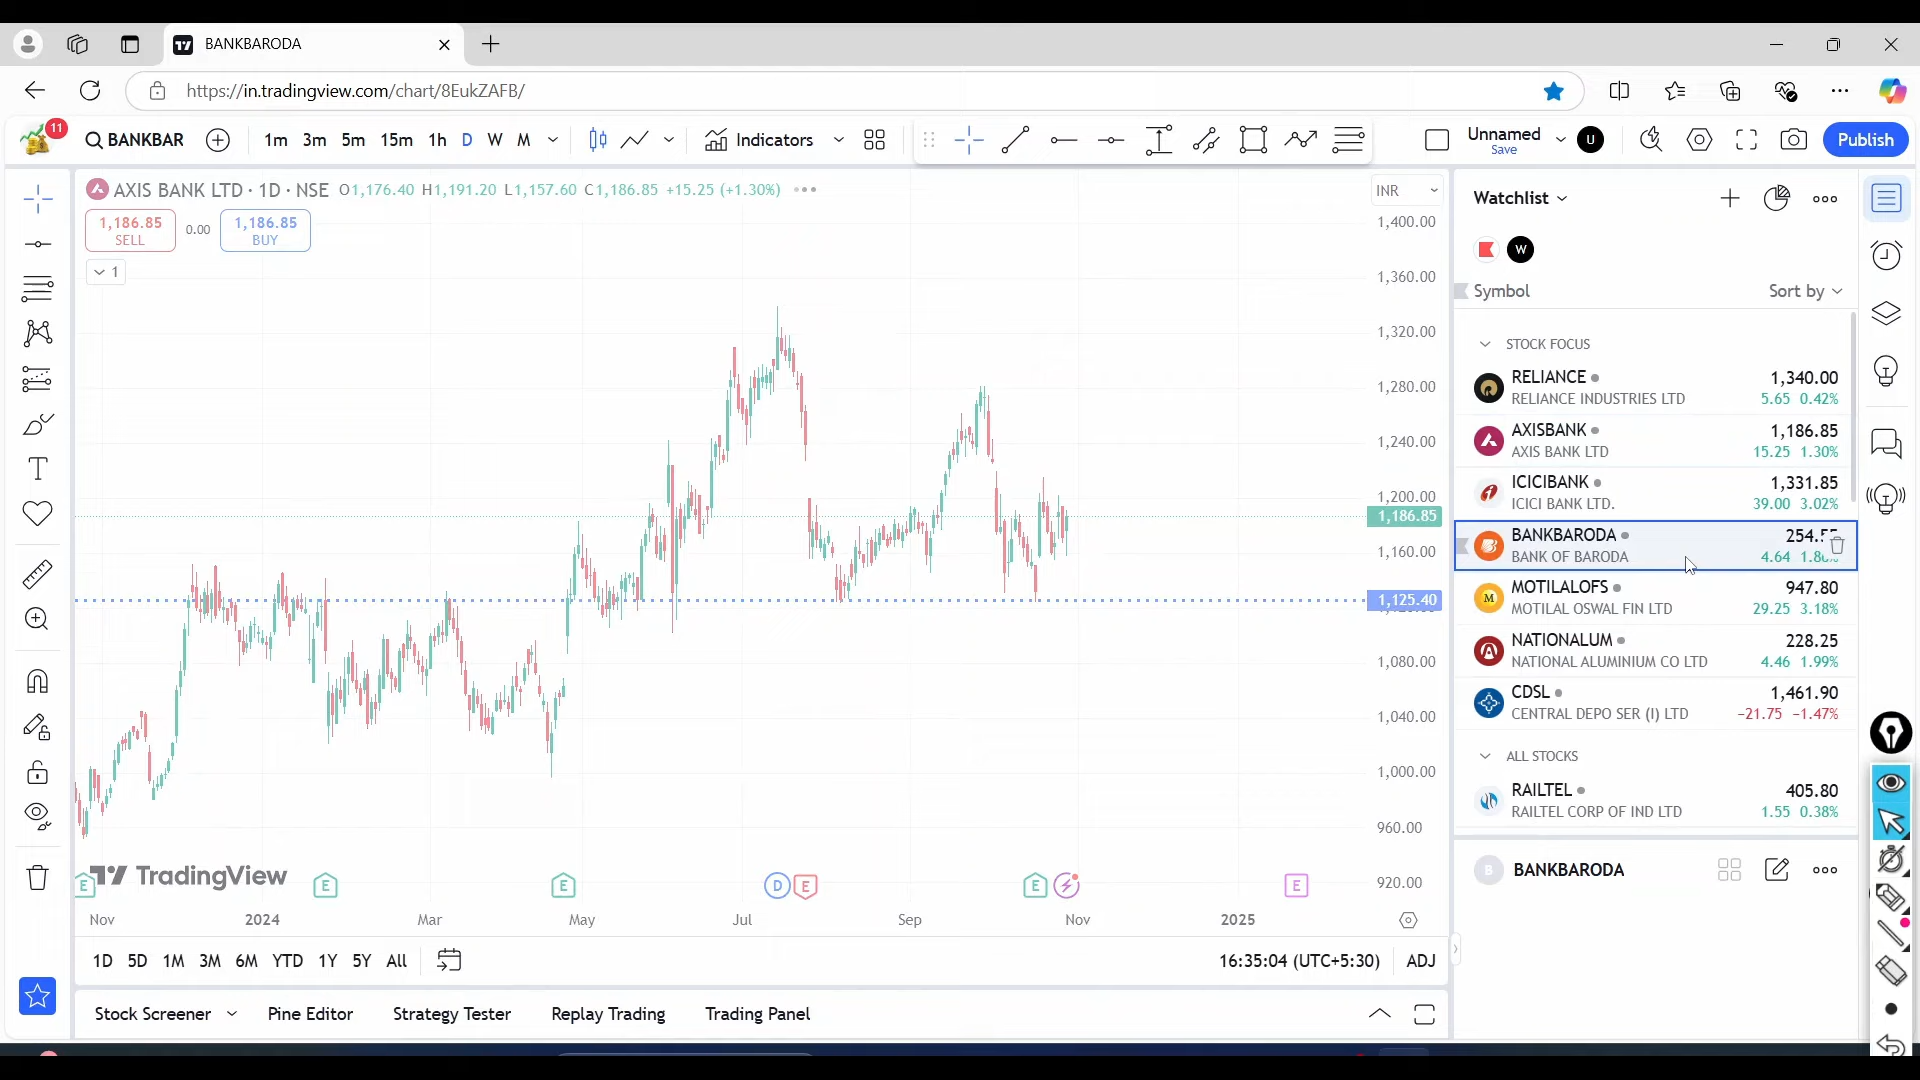 BANKBARODA
https://in.tradingview.com/chart/8EukZAFB/
11
BANKBAR
1m 3m 5m 15m 1h D W M
Indicators
Unnamed
Save
U
Publish
AXIS BANK LTD · 1D · NSE O1,176.40 H1,191.20 L1,157.60 C1,186.85 +15.25 (+1.30%)
1,186.85
SELL
0.00
1,186.85
BUY
1
INR
1,400.00
1,360.00
1,320.00
1,280.00
1,240.00
1,200.00
1,186.85
1,160.00
1,125.40
1,080.00
1,040.00
1,000.00
960.00
920.00
TradingView
E E E D E E E
Nov 2024 Mar May Jul Sep Nov 2025
1D 5D 1M 3M 6M YTD 1Y 5Y All
16:35:04 (UTC+5:30) ADJ
Stock Screener Pine Editor Strategy Tester Replay Trading Trading Panel
Watchlist
W
Symbol Sort by
STOCK FOCUS
RELIANCE 1,340.00
RELIANCE INDUSTRIES LTD 5.65 0.42%
AXISBANK 1,186.85
AXIS BANK LTD 15.25 1.30%
ICICIBANK 1,331.85
ICICI BANK LTD. 39.00 3.02%
BANKBARODA
BANK OF BARODA 4.64
MOTILALOFS 947.80
MOTILAL OSWAL FIN LTD 29.25 3.18%
NATIONALUM 228.25
NATIONAL ALUMINIUM CO LTD 4.46 1.99%
CDSL 1,461.90
CENTRAL DEPO SER (I) LTD −21.75 −1.47%
ALL STOCKS
RAILTEL 405.80
RAILTEL CORP OF IND LTD 1.55 0.38%
B BANKBARODA